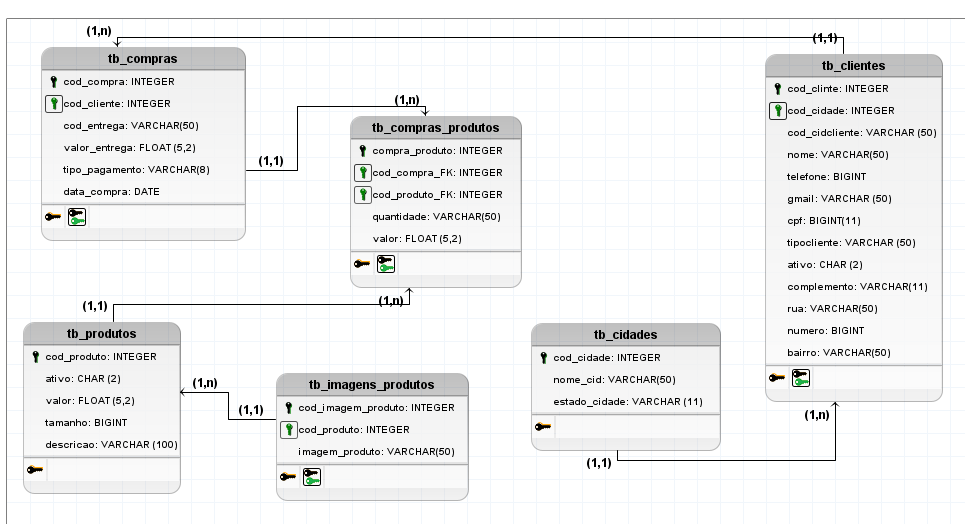 (1,n)
(1,1)
tb_compras
cod_compra: INTEGER
cod_cliente: INTEGER
cod_entrega: VARCHAR(50)
valor_entrega: FLOAT (5,2)
tipo_pagamento: VARCHAR(8)
data_compra: DATE
(1,1)
(1,n)
tb_compras_produtos
compra_produto: INTEGER
cod_compra_FK: INTEGER
cod_produto_FK: INTEGER
quantidade: VARCHAR(50)
valor: FLOAT (5,2)
tb_clientes
cod_clinte: INTEGER
cod_cidade: INTEGER
cod_cidcliente: VARCHAR (50)
nome: VARCHAR(50)
telefone: BIGINT
gmail: VARCHAR (50)
cpf: BIGINT(11)
tipocliente: VARCHAR (50)
ativo: CHAR (2)
complemento: VARCHAR(11)
rua: VARCHAR(50)
numero: BIGINT
bairro: VARCHAR(50)
(1,1)
(1,n)
tb_produtos
cod_produto: INTEGER
ativo: CHAR (2)
valor: FLOAT (5,2)
tamanho: BIGINT
descricao: VARCHAR (100)
(1,n)
(1,1)
tb_imagens_produtos
cod_imagem_produto: INTEGER
cod_produto: INTEGER
imagem_produto: VARCHAR(50)
tb_cidades
cod_cidade: INTEGER
nome_cid: VARCHAR(50)
estado_cidade: VARCHAR (11)
(1,1)
(1,n)